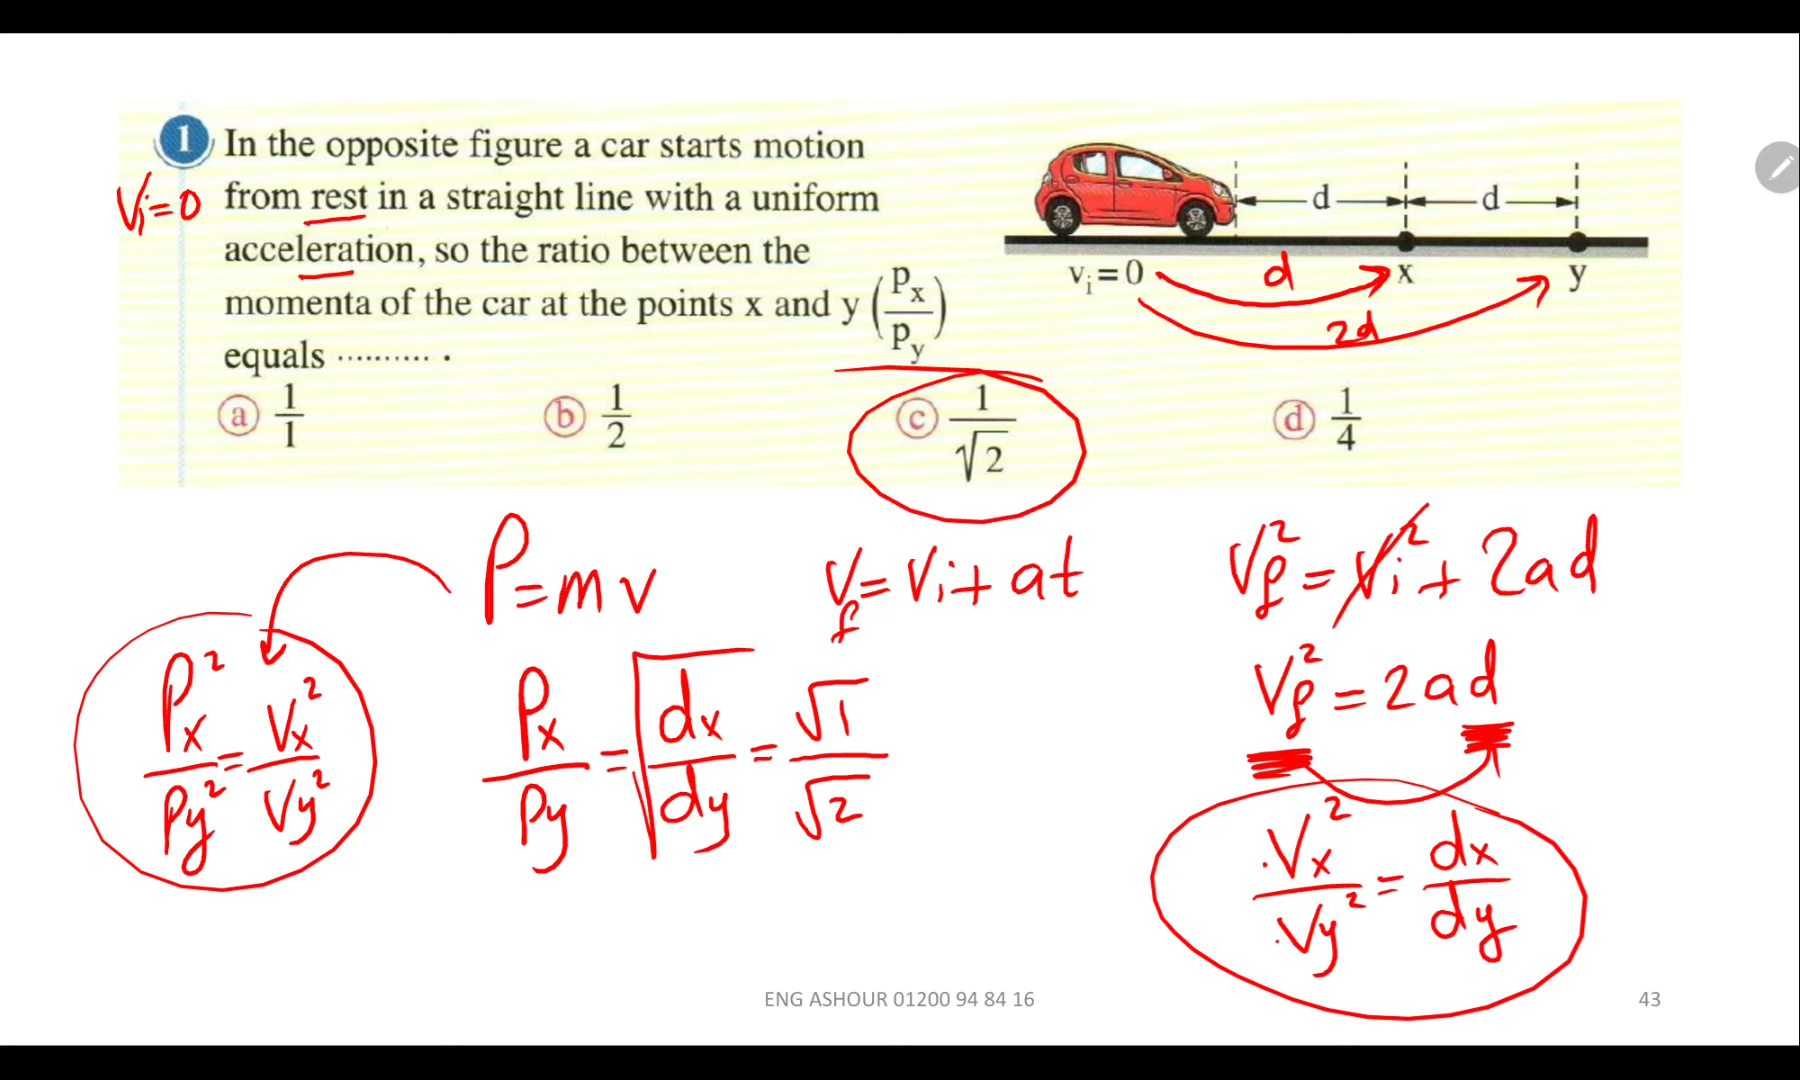 1 In the opposite figure a car starts motion
from rest in a straight line with a uniform
acceleration, so the ratio between the
momenta of the car at the points x and y (Px/Py)
equals .......... .
a 1/1
b 1/2
c 1/√2
d 1/4
Vi=0
d
d
vi=0
x
y
d
2d
P=mv
Vf=Vi+at
Vf²=Vi²+2ad
Vf²=2ad
Px²/Py²=Vx²/Vy²
Px/Py=√dx/dy=√1/√2
.Vx²/.Vy²=dx/dy
ENG ASHOUR 01200 94 84 16
43